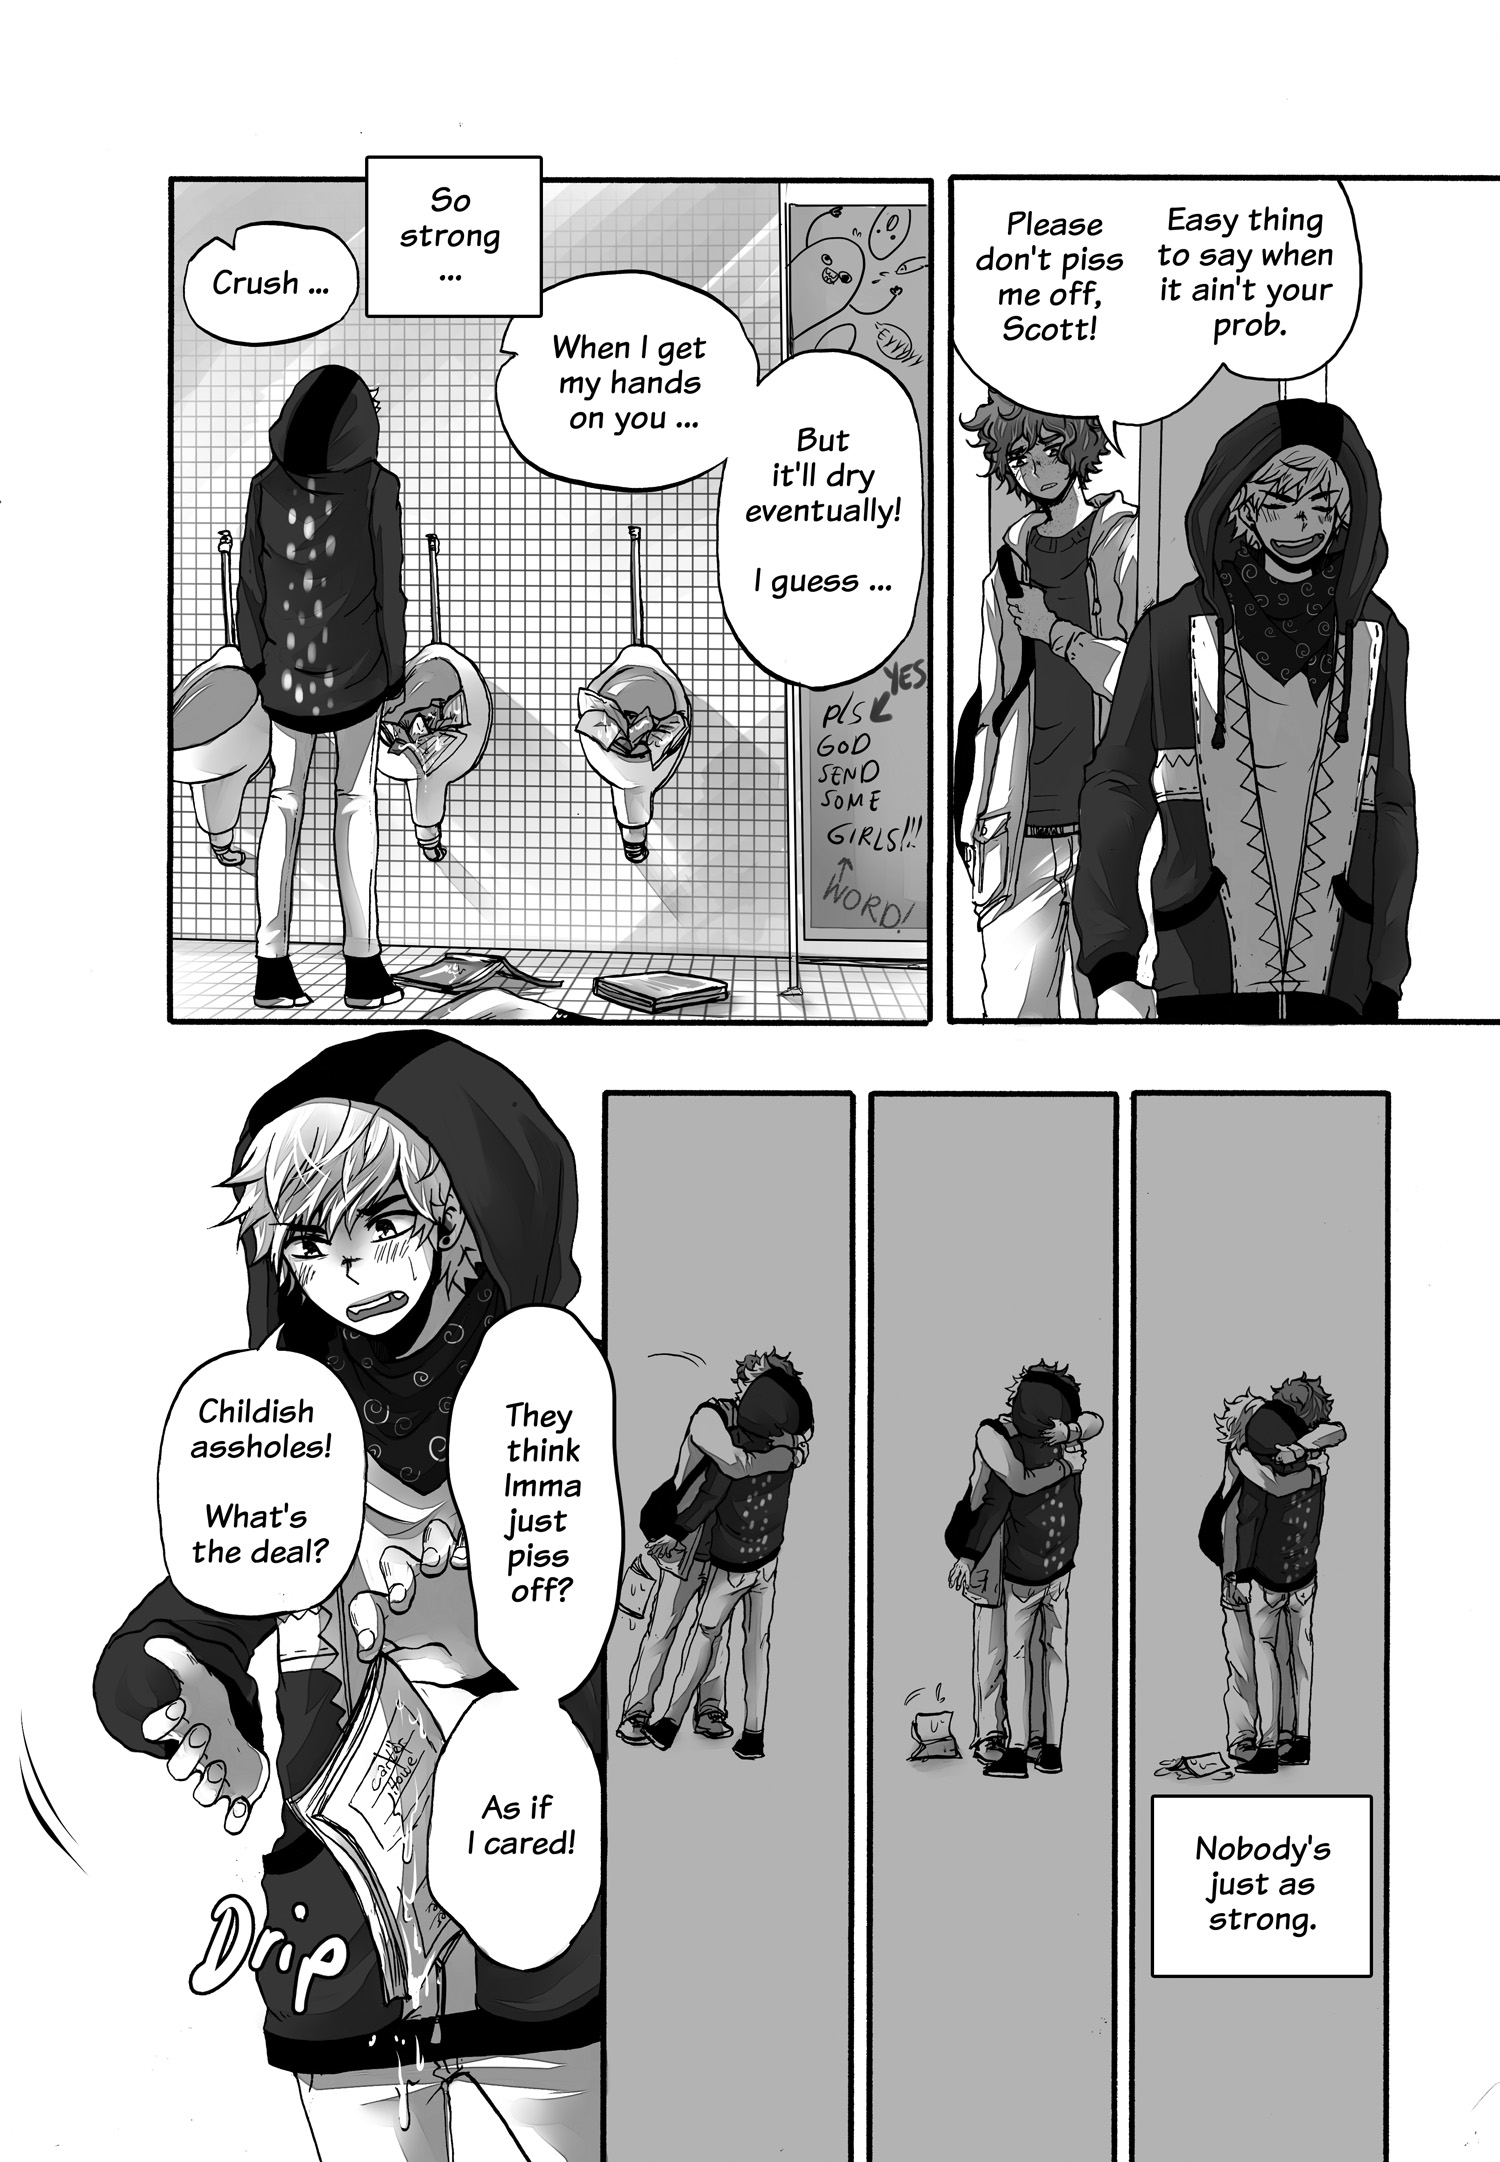 So
strong
...
Crush ...
When I get
my hands
on you ...
But
it'll dry
eventually!
I guess ...
EYYDYY
YES
pls
GOD
SEND
SOME
GIRLS!!!
WORD!
Please
don't piss
me off,
Scott!
Easy thing
to say when
it ain't your
prob.
Childish
assholes!
What's
the deal?
They
think
Imma
just
piss
off?
As if
I cared!
Drip
Nobody's
just as
strong.